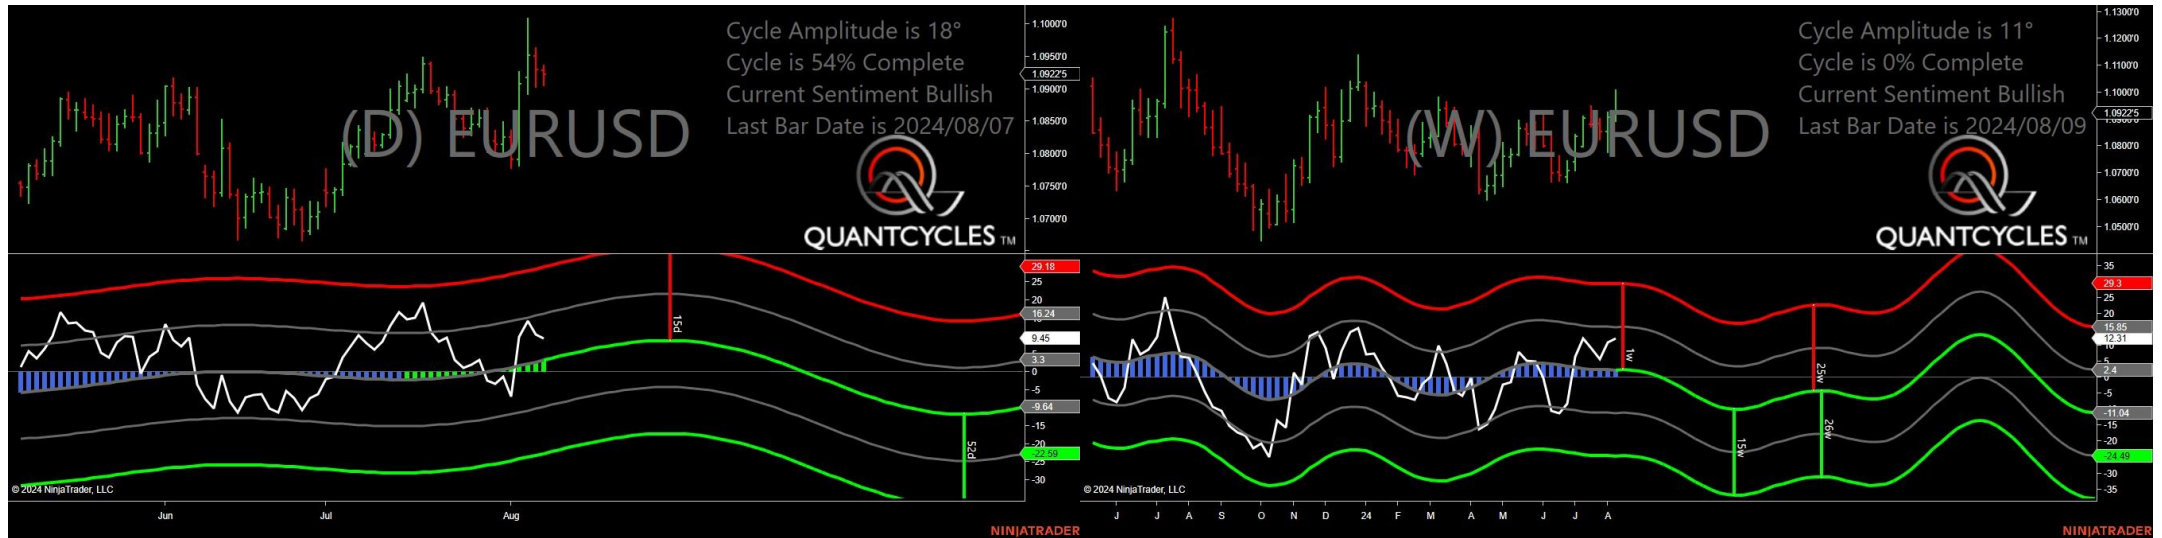 Cycle Amplitude is 18°
Cycle is 54% Complete
Current Sentiment Bullish
Last Bar Date is 2024/08/07
(D) EURUSD
QUANTCYCLES TM
1.1000'0
1.0950'0
1.0922'5
1.0900'0
1.0850'0
1.0800'0
1.0750'0
1.0700'0
29.18
25
20
16.24
9.45
3.3
0
-5
-9.64
-15
-20
-22.59
-25
-30
15d
52d
© 2024 NinjaTrader, LLC
Jun Jul Aug
NINJATRADER
Cycle Amplitude is 11°
Cycle is 0% Complete
Current Sentiment Bullish
Last Bar Date is 2024/08/09
(W) EURUSD
QUANTCYCLES TM
1.1300'0
1.1200'0
1.1100'0
1.1000'0
1.0922'5
1.0800'0
1.0700'0
1.0600'0
1.0500'0
35
29.3
25
20
15.85
12.31
10
5
2.4
0
-5
-11.04
-15
-20
-24.49
-30
-35
1w
15w
25w
26w
© 2024 NinjaTrader, LLC
J J A S O N D 24 F M A M J J A
NINJATRADER